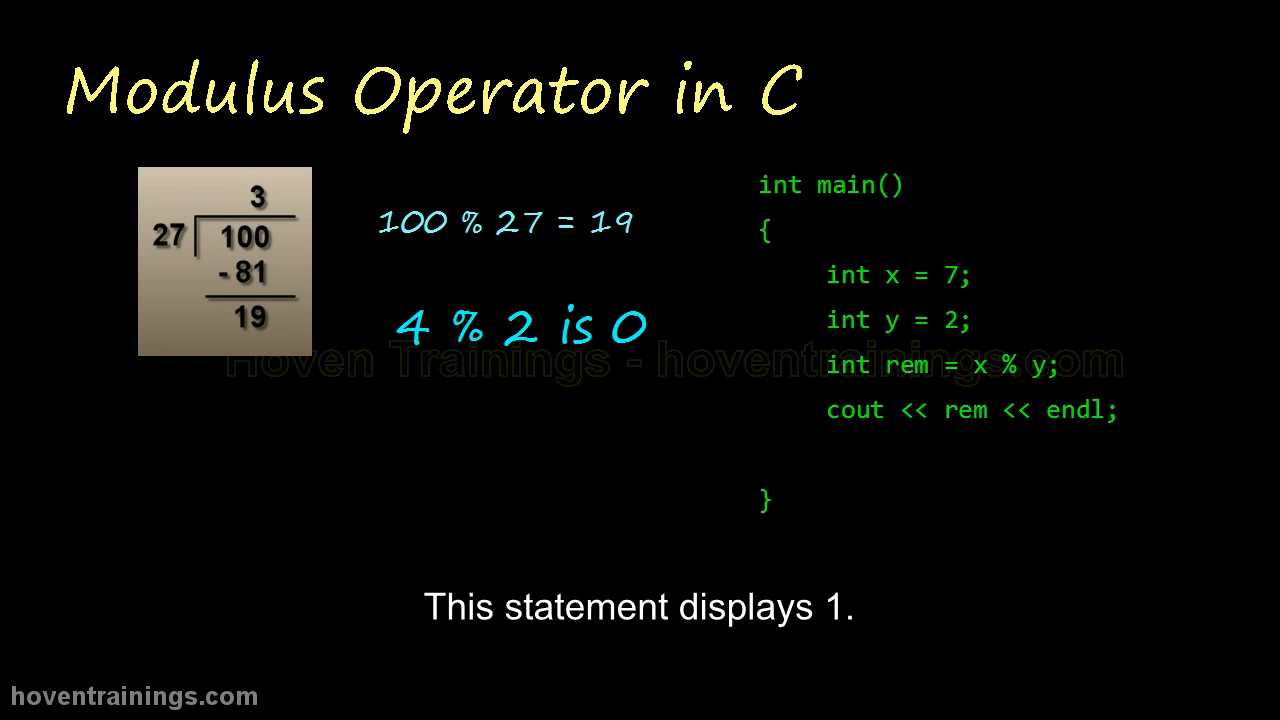 Modulus Operator in C
3
27 100
- 81
19
100 % 27 = 19
4 % 2 is 0
int main()
{
int x = 7;
int y = 2;
int rem = x % y;
cout << rem << endl;
}
Hoven Trainings - hoventrainings.com
This statement displays 1.
hoventrainings.com